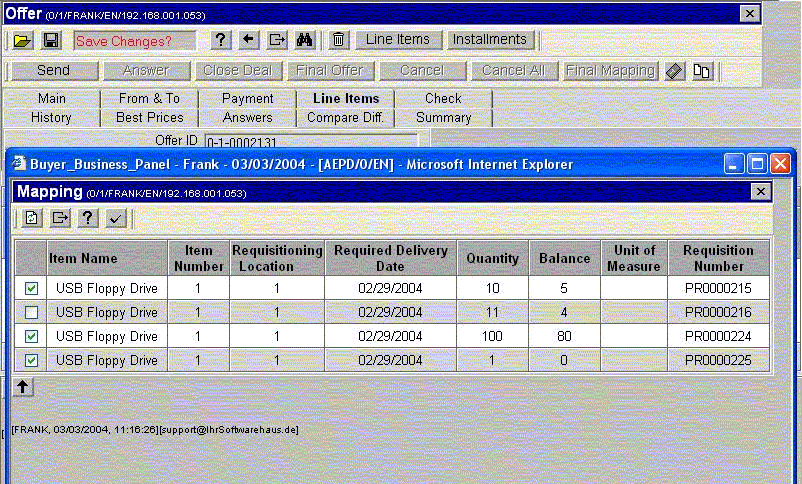 Offer (0/1/FRANK/EN/192.168.001.053)
Save Changes? ? Line Items Installments
Send Answer Close Deal Final Offer Cancel Cancel All Final Mapping
Main From & To Payment Line Items Check
History Best Prices Answers Compare Diff. Summary
Offer ID 0-1-0002131
Buyer_Business_Panel - Frank - 03/03/2004 - [AEPD/0/EN] - Microsoft Internet Explorer
Mapping (0/1/FRANK/EN/192.168.001.053)
?
Item Name Item Number Requisitioning Location Required Delivery Date Quantity Balance Unit of Measure Requisition Number
USB Floppy Drive 1 1 02/29/2004 10 5 PR0000215
USB Floppy Drive 1 1 02/29/2004 11 4 PR0000216
USB Floppy Drive 1 1 02/29/2004 100 80 PR0000224
USB Floppy Drive 1 1 02/29/2004 1 0 PR0000225
[FRANK, 03/03/2004, 11:16:26][support@IhrSoftwarehaus.de]